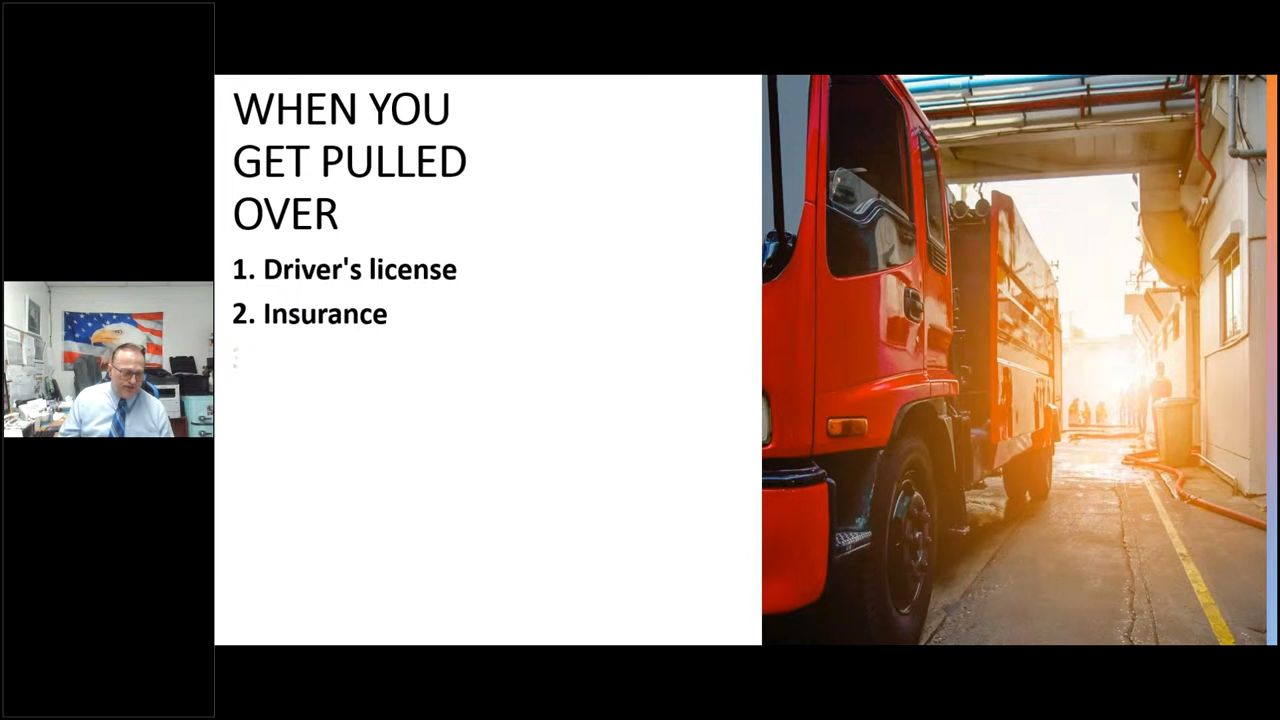 WHEN YOU
GET PULLED
OVER
1. Driver's license
2. Insurance